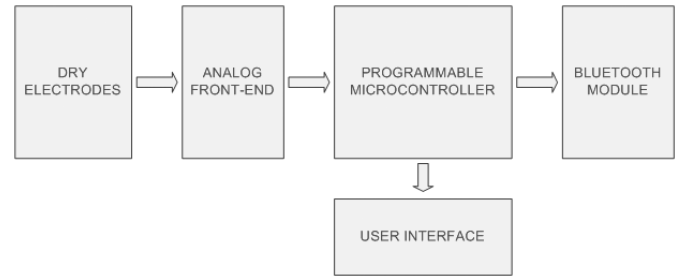 DRY
ELECTRODES
ANALOG
FRONT-END
PROGRAMMABLE
MICROCONTROLLER
BLUETOOTH
MODULE
USER INTERFACE